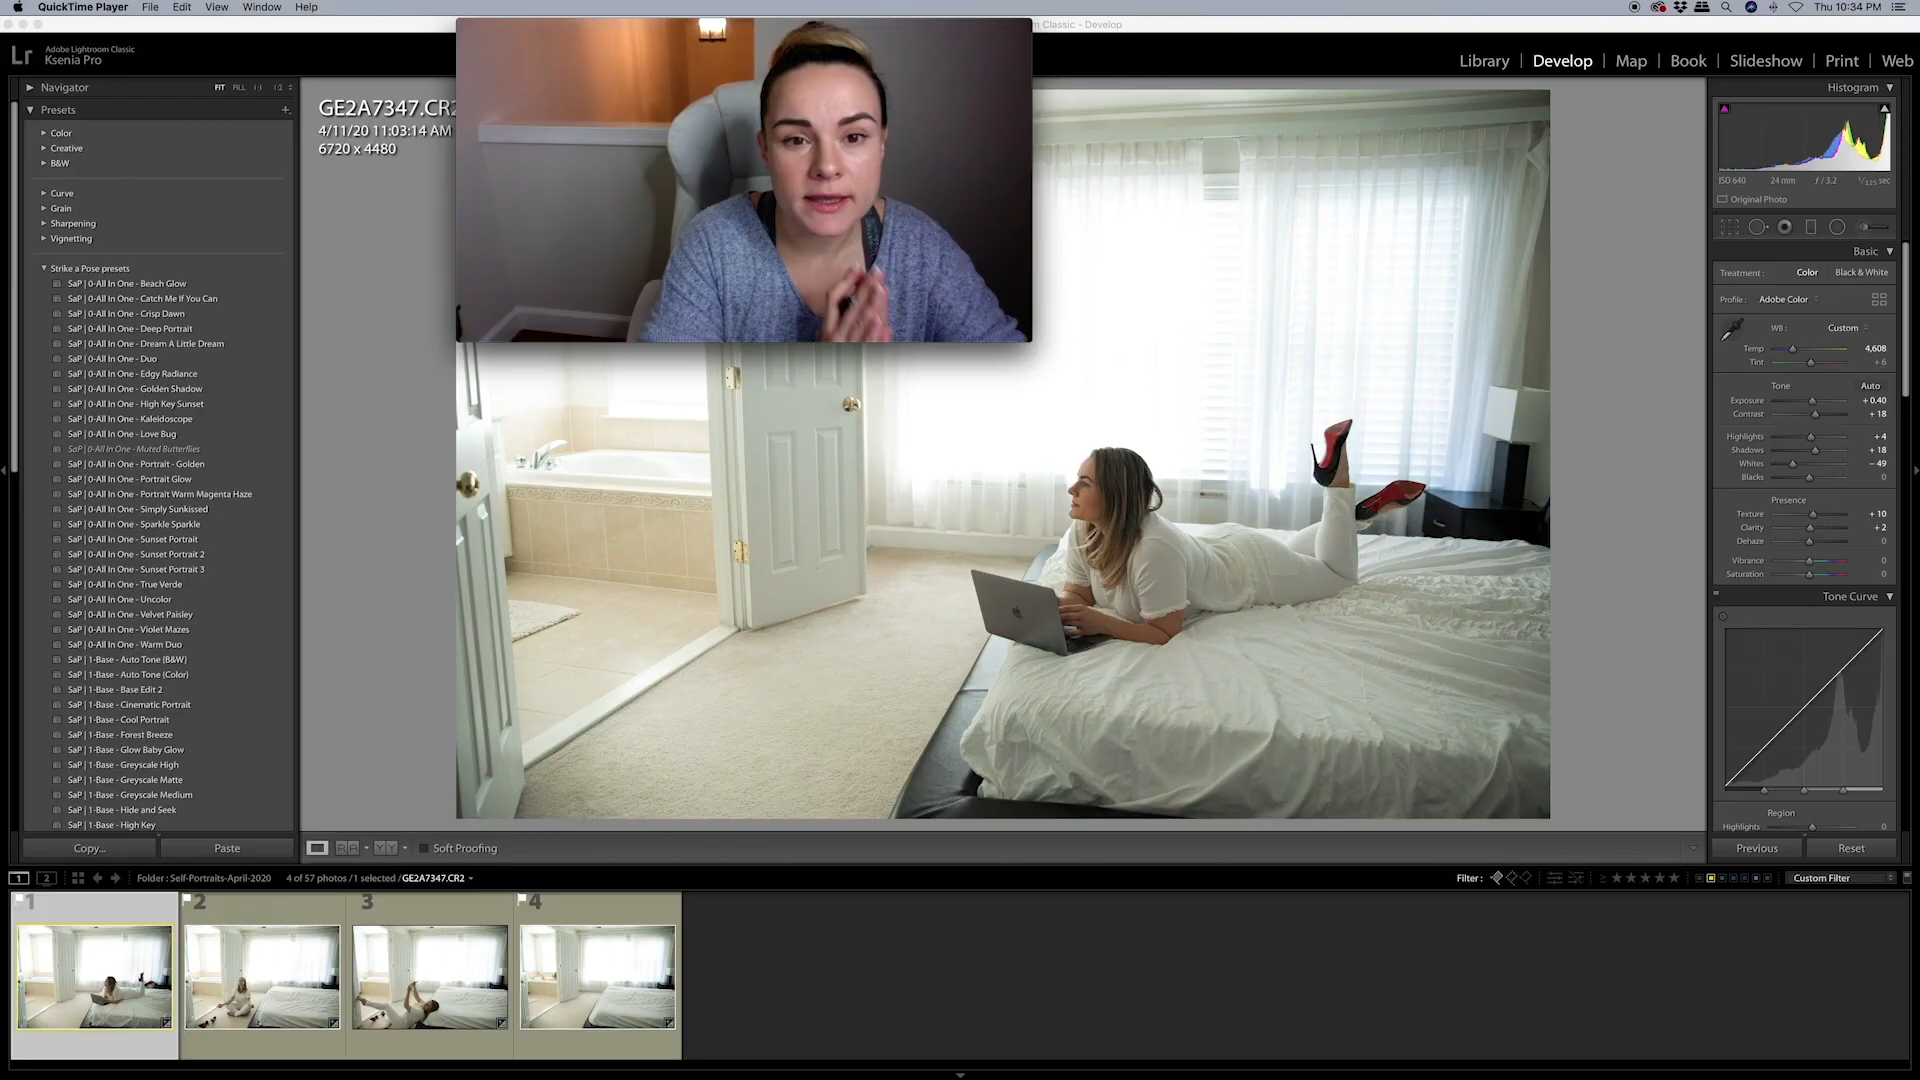 QuickTime Player File Edit View Window Help
Thu 10:34 PM
m Classic - Develop
Lr
Adobe Lightroom Classic
Ksenia Pro
Library | Develop | Map | Book | Slideshow | Print | Web
Navigator FIT FILL 1:1 1:2
Presets +
Color
Creative
B&W
Curve
Grain
Sharpening
Vignetting
Strike a Pose presets
SaP | 0-All In One - Beach Glow
SaP | 0-All In One - Catch Me If You Can
SaP | 0-All In One - Crisp Dawn
SaP | 0-All In One - Deep Portrait
SaP | 0-All In One - Dream A Little Dream
SaP | 0-All In One - Duo
SaP | 0-All In One - Edgy Radiance
SaP | 0-All In One - Golden Shadow
SaP | 0-All In One - High Key Sunset
SaP | 0-All In One - Kaleidoscope
SaP | 0-All In One - Love Bug
SaP | 0-All In One - Muted Butterflies
SaP | 0-All In One - Portrait - Golden
SaP | 0-All In One - Portrait Glow
SaP | 0-All In One - Portrait Warm Magenta Haze
SaP | 0-All In One - Simply Sunkissed
SaP | 0-All In One - Sparkle Sparkle
SaP | 0-All In One - Sunset Portrait
SaP | 0-All In One - Sunset Portrait 2
SaP | 0-All In One - Sunset Portrait 3
SaP | 0-All In One - True Verde
SaP | 0-All In One - Uncolor
SaP | 0-All In One - Velvet Paisley
SaP | 0-All In One - Violet Mazes
SaP | 0-All In One - Warm Duo
SaP | 1-Base - Auto Tone (B&W)
SaP | 1-Base - Auto Tone (Color)
SaP | 1-Base - Base Edit 2
SaP | 1-Base - Cinematic Portrait
SaP | 1-Base - Cool Portrait
SaP | 1-Base - Forest Breeze
SaP | 1-Base - Glow Baby Glow
SaP | 1-Base - Greyscale High
SaP | 1-Base - Greyscale Matte
SaP | 1-Base - Greyscale Medium
SaP | 1-Base - Hide and Seek
SaP | 1-Base - High Key
Copy... Paste
GE2A7347.CR2
4/11/20 11:03:14 AM
6720 x 4480
Histogram
ISO 640 24 mm ƒ / 3.2 1/125 sec
Original Photo
Basic
Treatment : Color Black & White
Profile : Adobe Color
WB : Custom
Temp 4,608
Tint + 6
Tone Auto
Exposure + 0.40
Contrast + 18
Highlights + 4
Shadows + 18
Whites − 49
Blacks 0
Presence
Texture + 10
Clarity + 2
Dehaze 0
Vibrance 0
Saturation 0
Tone Curve
Region
Highlights 0
Previous Reset
R A Y Y Soft Proofing
1 2 Folder : Self-Portraits-April-2020 4 of 57 photos / 1 selected / GE2A7347.CR2
Filter : ≥ Custom Filter
1 2 3 4